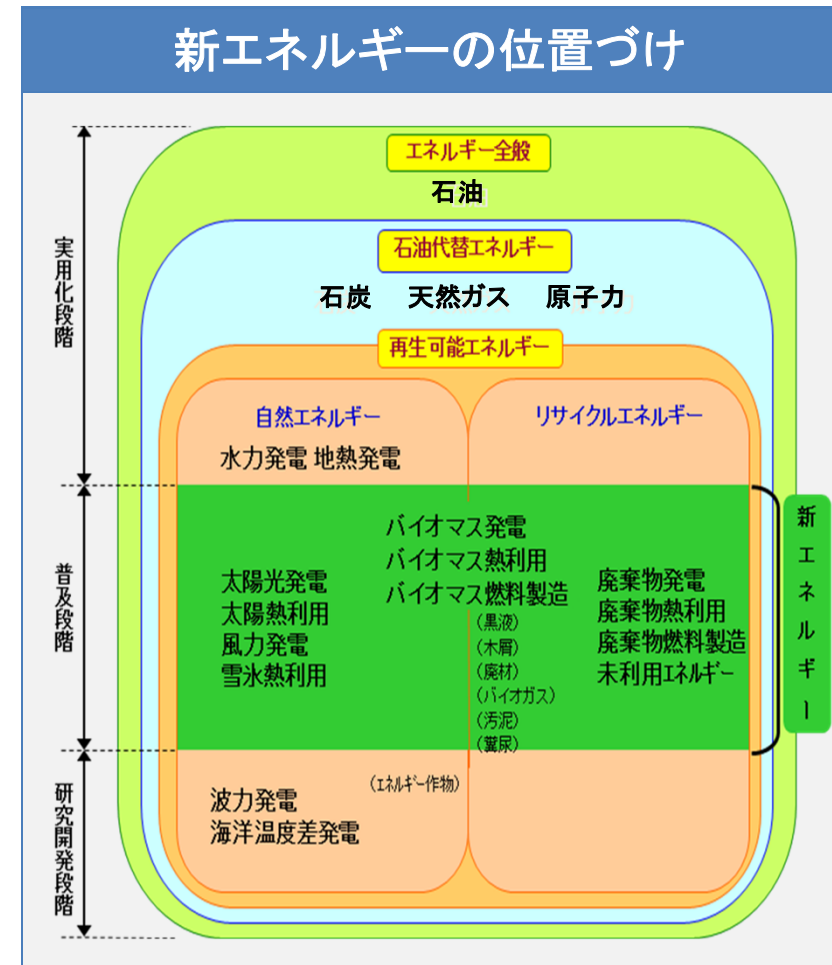 新エネルギーの位置づけ
エネルギー全般
石油
石油代替エネルギー
石炭 天然ガス 原子力
再生可能エネルギー
実用化段階
自然エネルギー
水力発電 地熱発電
リサイクルエネルギー
普及段階
太陽光発電
太陽熱利用
風力発電
雪氷熱利用
バイオマス発電
バイオマス熱利用
バイオマス燃料製造
(黒液)
(木屑)
(廃材)
(バイオガス)
(汚泥)
(糞尿)
廃棄物発電
廃棄物熱利用
廃棄物燃料製造
未利用エネルギー
新エネルギー
研究開発段階
(エネルギー作物)
波力発電
海洋温度差発電